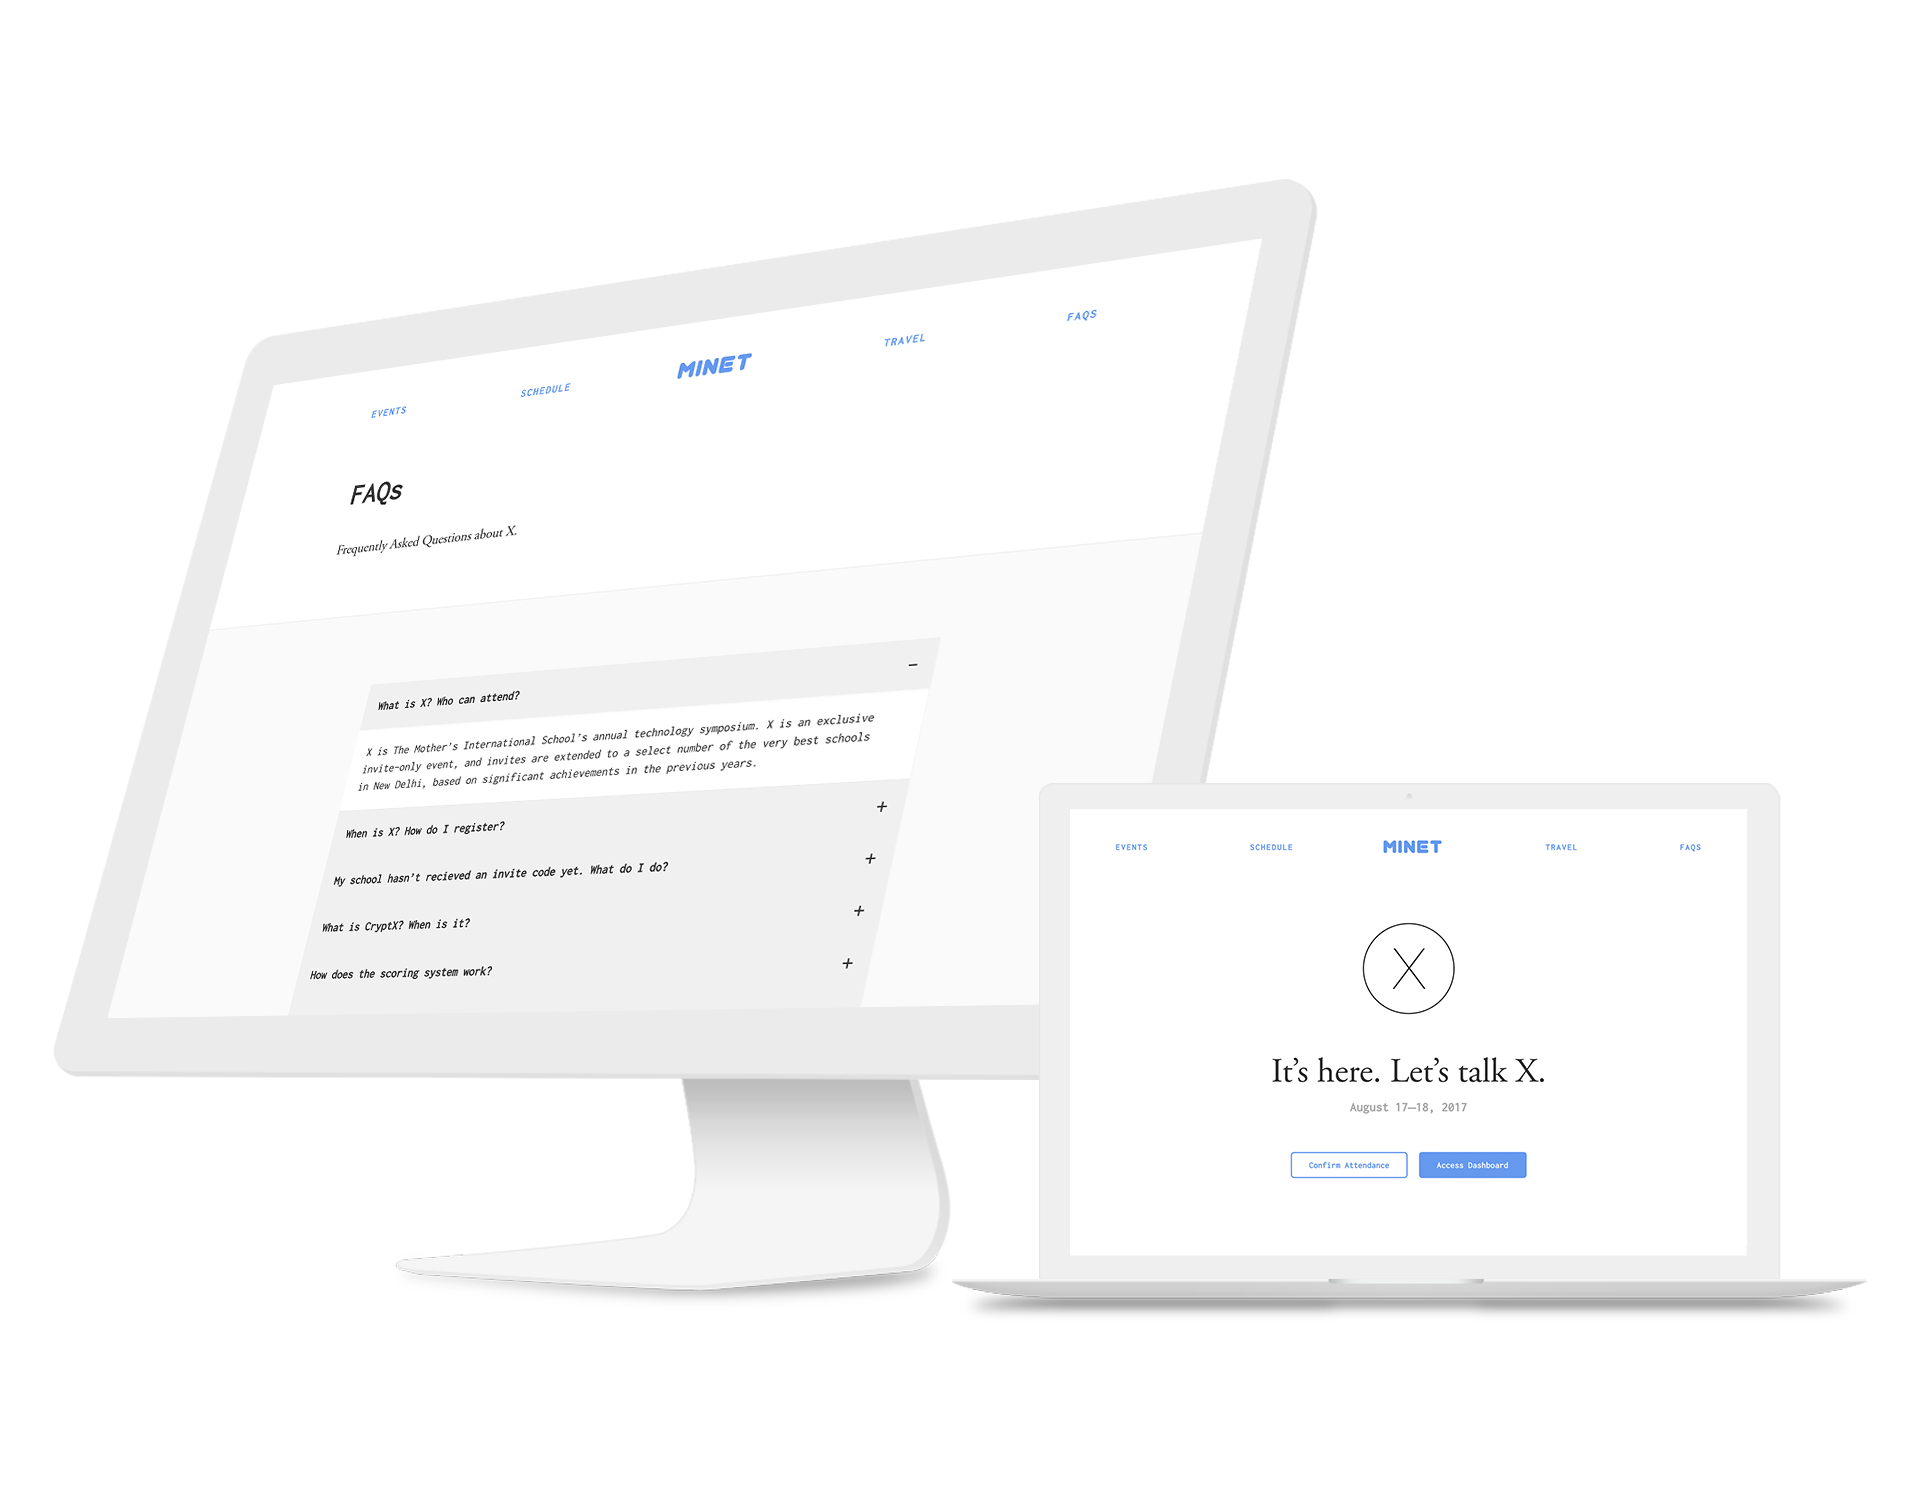 EVENTS
SCHEDULE
MINET
TRAVEL
FAQS
FAQs
Frequently Asked Questions about X.
What is X? Who can attend?
−
X is The Mother's International School's annual technology symposium. X is an exclusive
invite-only event, and invites are extended to a select number of the very best schools
in New Delhi, based on significant achievements in the previous years.
When is X? How do I register?
+
My school hasn't recieved an invite code yet. What do I do?
+
What is CryptX? When is it?
+
How does the scoring system work?
+
EVENTS
SCHEDULE
MINET
TRAVEL
FAQS
X
It's here. Let's talk X.
August 17–18, 2017
Confirm Attendance
Access Dashboard